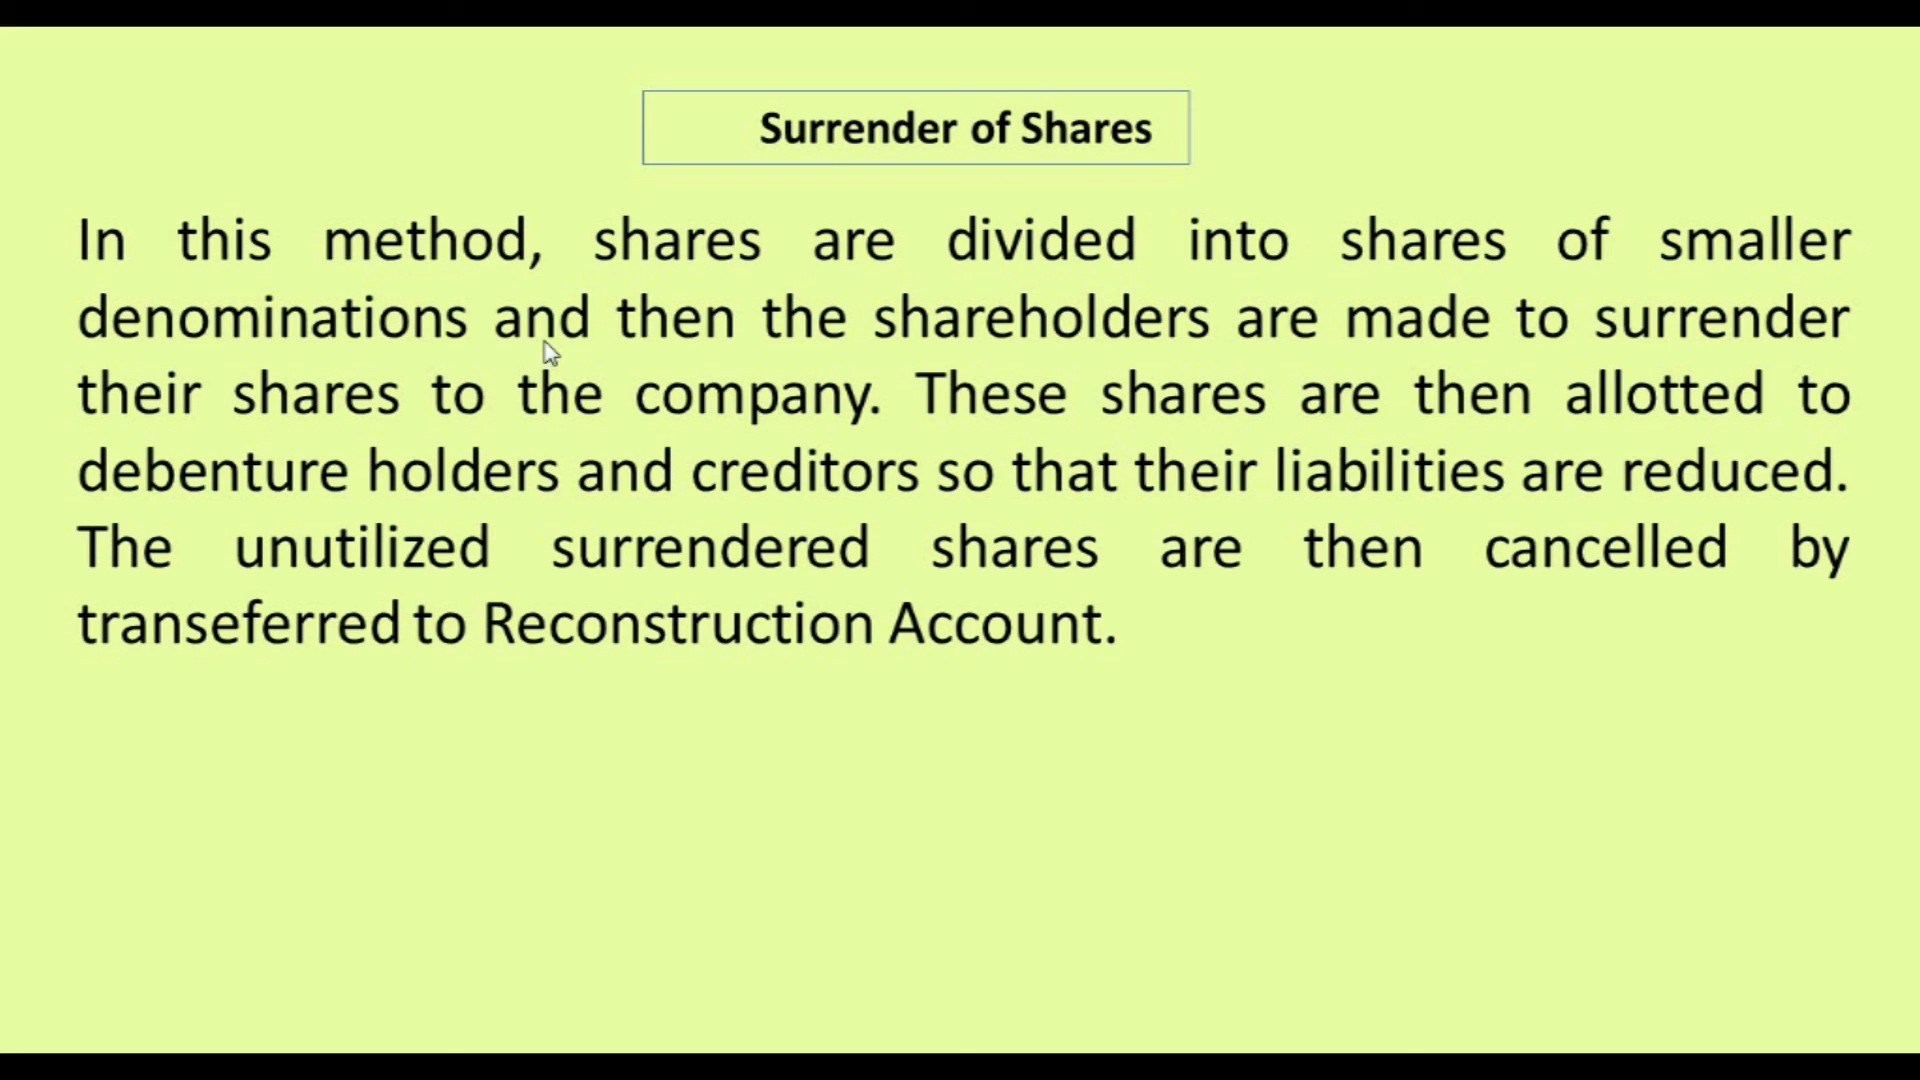 Surrender of Shares
In this method, shares are divided into shares of smaller
denominations and then the shareholders are made to surrender
their shares to the company. These shares are then allotted to
debenture holders and creditors so that their liabilities are reduced.
The unutilized surrendered shares are then cancelled by
transeferred to Reconstruction Account.